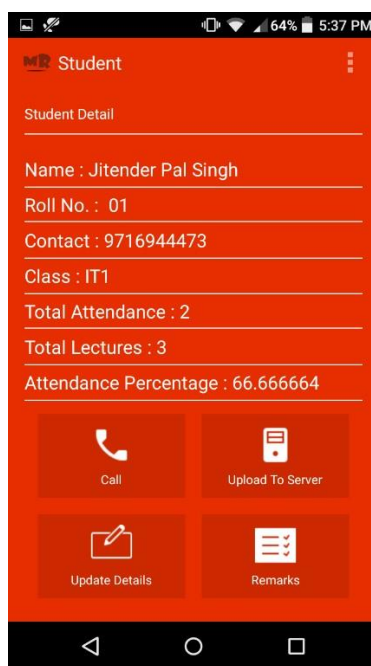 64% 5:37 PM
MR Student
Student Detail
Name : Jitender Pal Singh
Roll No. : 01
Contact : 9716944473
Class : IT1
Total Attendance : 2
Total Lectures : 3
Attendance Percentage : 66.666664
Call
Upload To Server
Update Details
Remarks